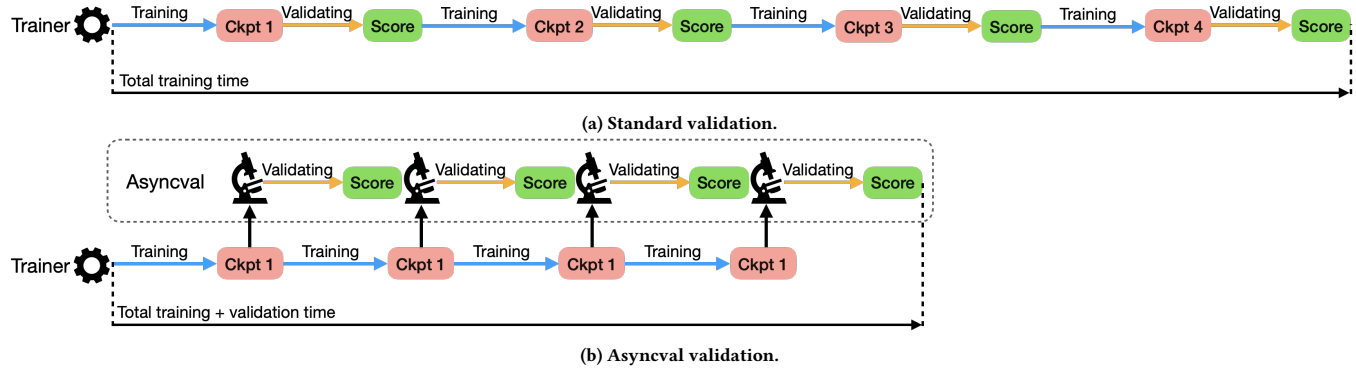 Trainer Training Ckpt 1 Validating Score Training Ckpt 2 Validating Score Training Ckpt 3 Validating Score Training Ckpt 4 Validating Score
Total training time
(a) Standard validation.
Asyncval Validating Score Validating Score Validating Score Validating Score
Trainer Training Ckpt 1 Training Ckpt 1 Training Ckpt 1 Training Ckpt 1
Total training + validation time
(b) Asyncval validation.